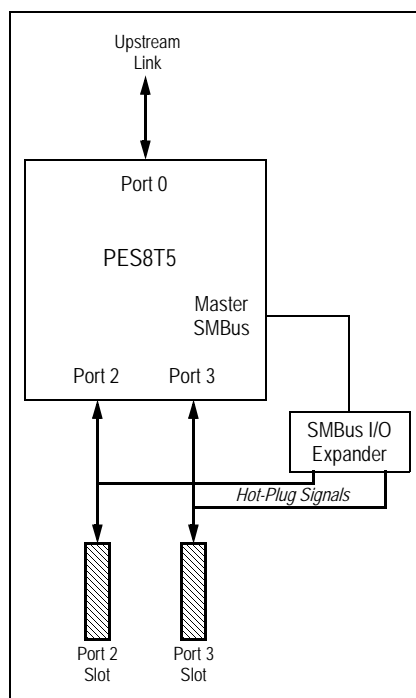 Upstream
Link
Port 0
PES8T5
Master
SMBus
Port 2 Port 3
SMBus I/O
Expander
Hot-Plug Signals
Port 2
Slot
Port 3
Slot